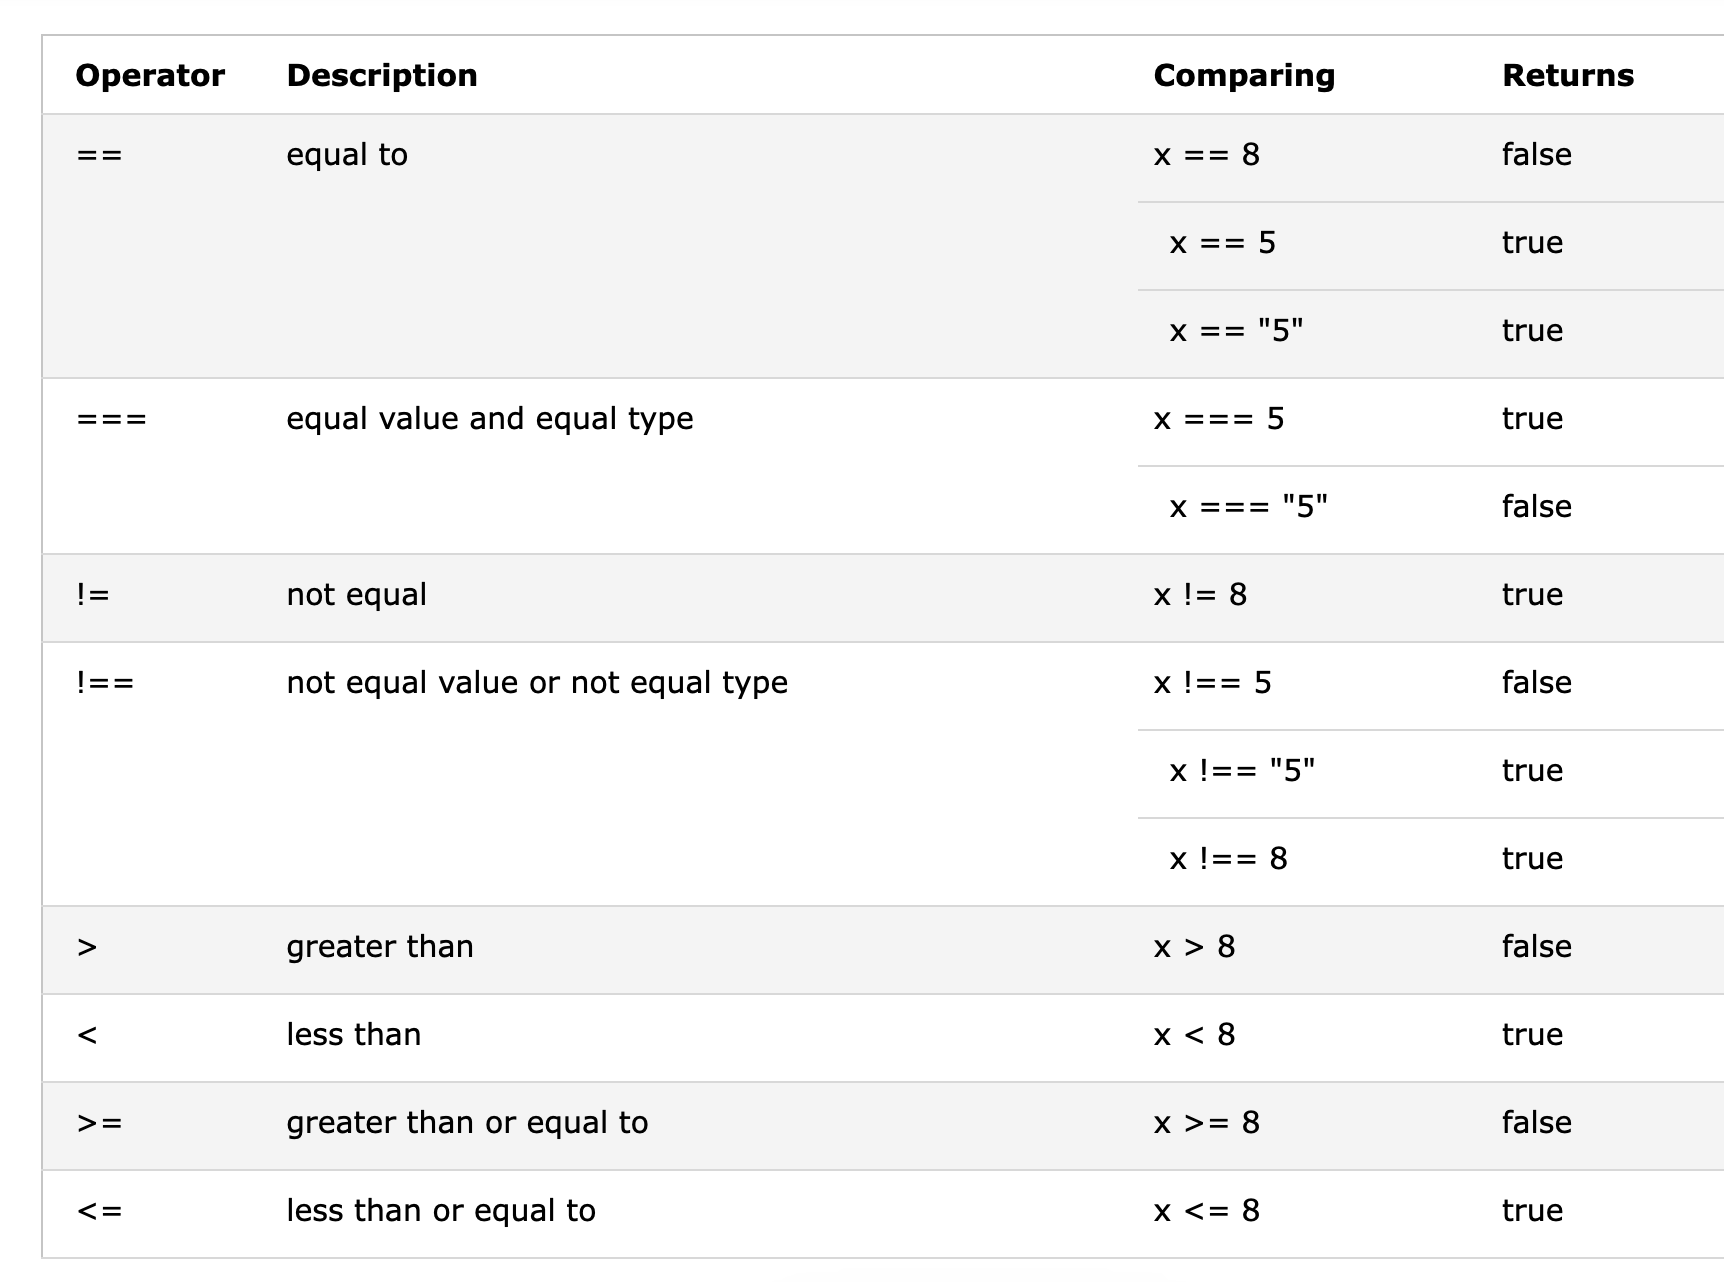 Operator Description Comparing Returns
== equal to x == 8 false
x == 5 true
x == "5" true
=== equal value and equal type x === 5 true
x === "5" false
!= not equal x != 8 true
!== not equal value or not equal type x !== 5 false
x !== "5" true
x !== 8 true
> greater than x > 8 false
< less than x < 8 true
>= greater than or equal to x >= 8 false
<= less than or equal to x <= 8 true